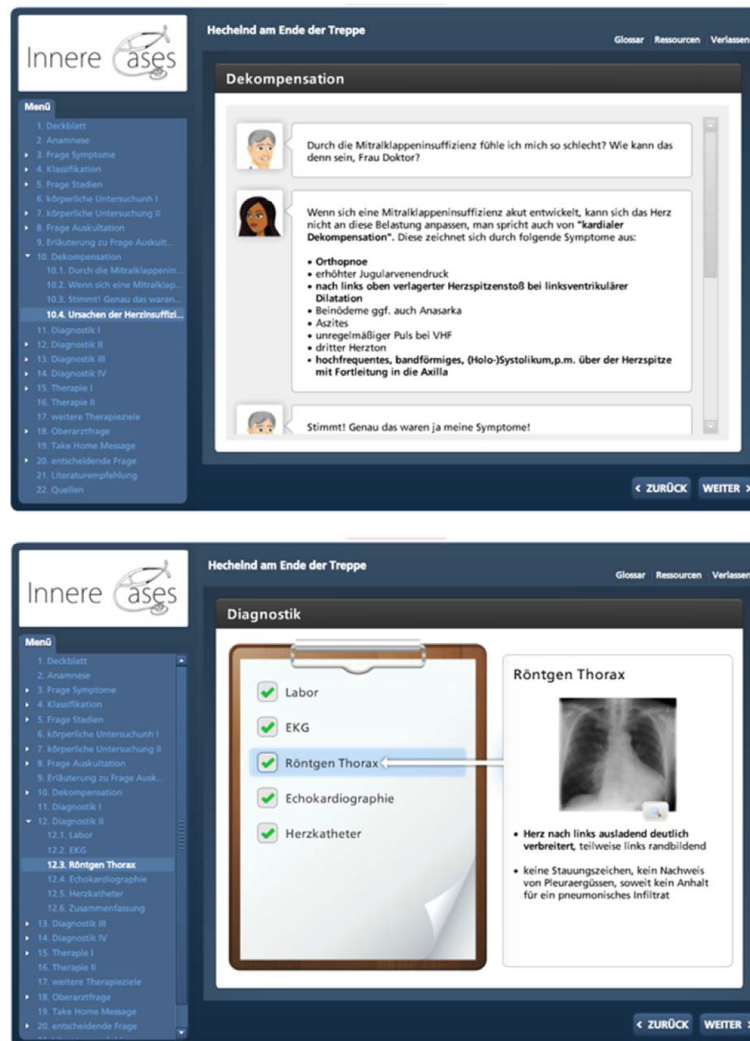 Innere Cases
Hechelnd am Ende der Treppe
Glossar Ressourcen Verlassen
Menü
1. Deckblatt
2. Anamnese
3. Frage Symptome
4. Klassifikation
5. Frage Stadien
6. körperliche Untersuchunh I
7. körperliche Untersuchung II
8. Frage Auskultation
9. Erläuterung zu Frage Auskult...
10. Dekompensation
10.1. Durch die Mitralklappenin...
10.2. Wenn sich eine Mitralklap...
10.3. Stimmt! Genau das waren...
10.4. Ursachen der Herzinsuffizi...
11. Diagnostik I
12. Diagnostik II
13. Diagnostik III
14. Diagnostik IV
15. Therapie I
16. Therapie II
17. weitere Therapieziele
18. Oberarztfrage
19. Take Home Message
20. entscheidende Frage
21. Literaturempfehlung
22. Quellen
Dekompensation
Durch die Mitralklappeninsuffizienz fühle ich mich so schlecht? Wie kann das
denn sein, Frau Doktor?
Wenn sich eine Mitralklappeninsuffizienz akut entwickelt, kann sich das Herz
nicht an diese Belastung anpassen, man spricht auch von "kardialer
Dekompensation". Diese zeichnet sich durch folgende Symptome aus:
• Orthopnoe
• erhöhter Jugularvenendruck
• nach links oben verlagerter Herzspitzenstoß bei linksventrikulärer
Dilatation
• Beinödeme ggf. auch Anasarka
• Aszites
• unregelmäßiger Puls bei VHF
• dritter Herzton
• hochfrequentes, bandförmiges, (Holo-)Systolikum,p.m. über der Herzspitze
mit Fortleitung in die Axilla
Stimmt! Genau das waren ja meine Symptome!
< ZURÜCK WEITER >
Innere Cases
Hechelnd am Ende der Treppe
Glossar Ressourcen Verlassen
Menü
1. Deckblatt
2. Anamnese
3. Frage Symptome
4. Klassifikation
5. Frage Stadien
6. körperliche Untersuchunh I
7. körperliche Untersuchung II
8. Frage Auskultation
9. Erläuterung zu Frage Ausk...
10. Dekompensation
11. Diagnostik I
12. Diagnostik II
12.1. Labor
12.2. EKG
12.3. Röntgen Thorax
12.4. Echokardiographie
12.5. Herzkatheter
12.6. Zusammenfassung
13. Diagnostik III
14. Diagnostik IV
15. Therapie I
16. Therapie II
17. weitere Therapieziele
18. Oberarztfrage
19. Take Home Message
20. entscheidende Frage
Diagnostik
Labor
EKG
Röntgen Thorax
Echokardiographie
Herzkatheter
Röntgen Thorax
• Herz nach links ausladend deutlich
verbreitert, teilweise links randbildend
• keine Stauungszeichen, kein Nachweis
von Pleuraergüssen, soweit kein Anhalt
für ein pneumonisches Infiltrat
< ZURÜCK WEITER >